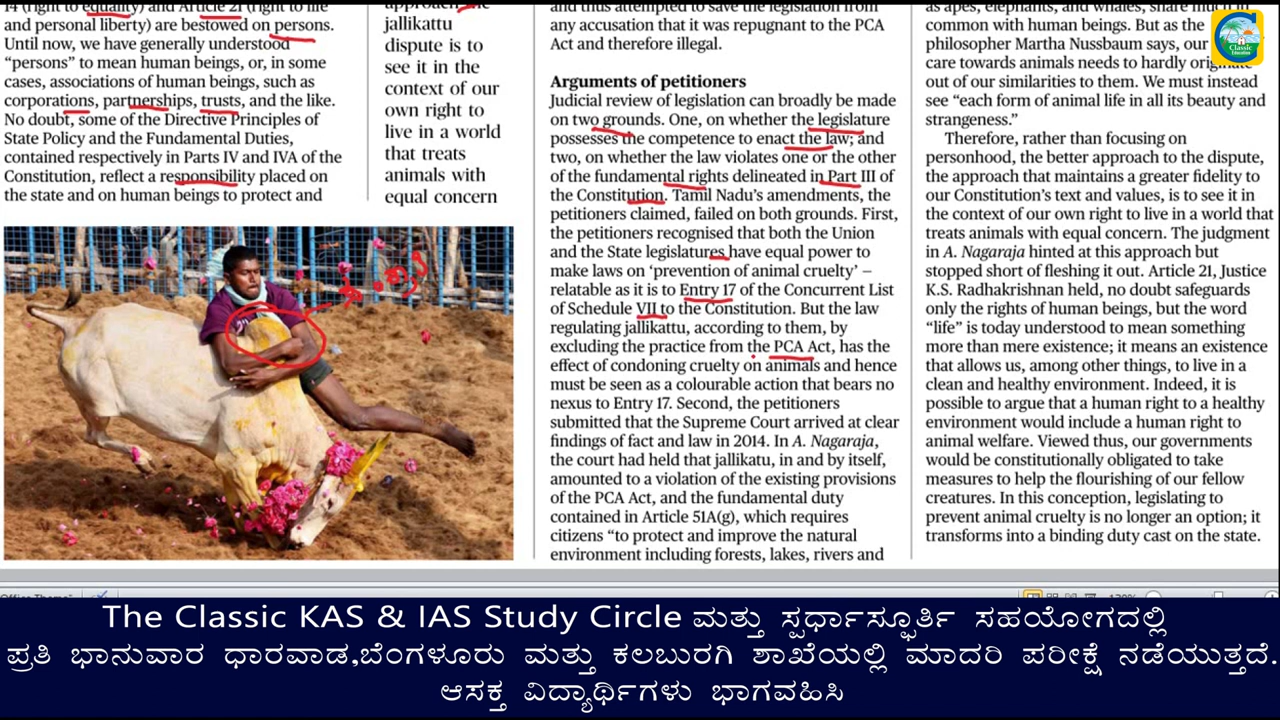 14 (right to equality) and Article 21 (right to life
and personal liberty) are bestowed on persons.
Until now, we have generally understood
“persons” to mean human beings, or, in some
cases, associations of human beings, such as
corporations, partnerships, trusts, and the like.
No doubt, some of the Directive Principles of
State Policy and the Fundamental Duties,
contained respectively in Parts IV and IVA of the
Constitution, reflect a responsibility placed on
the state and on human beings to protect and
jallikattu
dispute is to
see it in the
context of our
own right to
live in a world
that treats
animals with
equal concern
and thus attempted to save the legislation from
any accusation that it was repugnant to the PCA
Act and therefore illegal.
Arguments of petitioners
Judicial review of legislation can broadly be made
on two grounds. One, on whether the legislature
possesses the competence to enact the law; and
two, on whether the law violates one or the other
of the fundamental rights delineated in Part III of
the Constitution. Tamil Nadu’s amendments, the
petitioners claimed, failed on both grounds. First,
the petitioners recognised that both the Union
and the State legislatures have equal power to
make laws on ‘prevention of animal cruelty’ –
relatable as it is to Entry 17 of the Concurrent List
of Schedule VII to the Constitution. But the law
regulating jallikattu, according to them, by
excluding the practice from the PCA Act, has the
effect of condoning cruelty on animals and hence
must be seen as a colourable action that bears no
nexus to Entry 17. Second, the petitioners
submitted that the Supreme Court arrived at clear
findings of fact and law in 2014. In A. Nagaraja,
the court had held that jallikatu, in and by itself,
amounted to a violation of the existing provisions
of the PCA Act, and the fundamental duty
contained in Article 51A(g), which requires
citizens “to protect and improve the natural
environment including forests, lakes, rivers and
as apes, elephants, and whales, share much in
common with human beings. But as the
philosopher Martha Nussbaum says, our
care towards animals needs to hardly originate
out of our similarities to them. We must instead
see “each form of animal life in all its beauty and
strangeness.”
Therefore, rather than focusing on
personhood, the better approach to the dispute,
the approach that maintains a greater fidelity to
our Constitution’s text and values, is to see it in
the context of our own right to live in a world that
treats animals with equal concern. The judgment
in A. Nagaraja hinted at this approach but
stopped short of fleshing it out. Article 21, Justice
K.S. Radhakrishnan held, no doubt safeguards
only the rights of human beings, but the word
“life” is today understood to mean something
more than mere existence; it means an existence
that allows us, among other things, to live in a
clean and healthy environment. Indeed, it is
possible to argue that a human right to a healthy
environment would include a human right to
animal welfare. Viewed thus, our governments
would be constitutionally obligated to take
measures to help the flourishing of our fellow
creatures. In this conception, legislating to
prevent animal cruelty is no longer an option; it
transforms into a binding duty cast on the state.
Classic
Education
The Classic KAS & IAS Study Circle ಮತ್ತು ಸ್ಪರ್ಧಾಸ್ಫೂರ್ತಿ ಸಹಯೋಗದಲ್ಲಿ
ಪ್ರತಿ ಭಾನುವಾರ ಧಾರವಾಡ,ಬೆಂಗಳೂರು ಮತ್ತು ಕಲಬುರಗಿ ಶಾಖೆಯಲ್ಲಿ ಮಾದರಿ ಪರೀಕ್ಷೆ ನಡೆಯುತ್ತದೆ.
ಆಸಕ್ತ ವಿದ್ಯಾರ್ಥಿಗಳು ಭಾಗವಹಿಸಿ